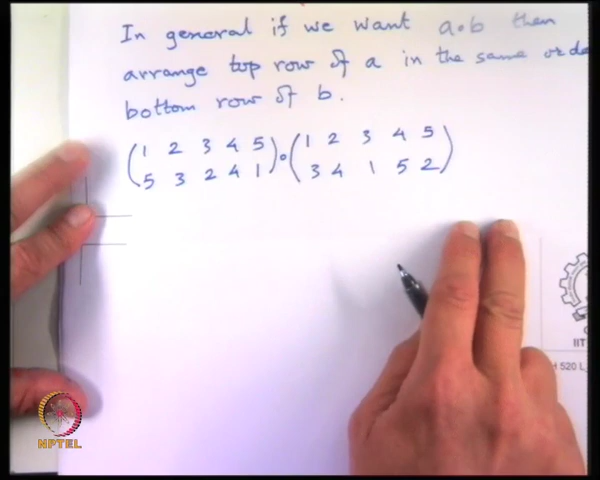 In general if we want a∘b then
arrange top row of a in the same orde
bottom row of b.
(1 2 3 4 5)∘(1 2 3 4 5)
(5 3 2 4 1) (3 4 1 5 2)
IIT
520 L
NPTEL